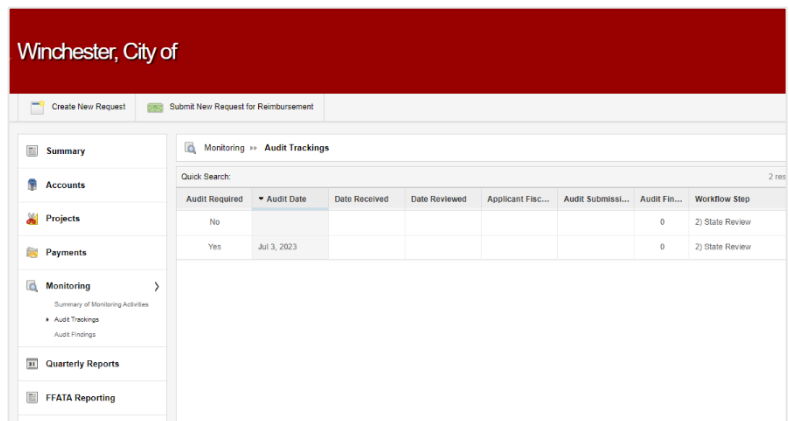 Winchester, City of
Create New Request
Submit New Request for Reimbursement
Summary
Accounts
Projects
Payments
Monitoring
Summary of Monitoring Activities
Audit Trackings
Audit Findings
Quarterly Reports
FFATA Reporting
Monitoring Audit Trackings
Quick Search: 2 res
Audit Required Audit Date Date Received Date Reviewed Applicant Fisc... Audit Submissi... Audit Fin... Workflow Step
No 0 2) State Review
Yes Jul 3, 2023 0 2) State Review